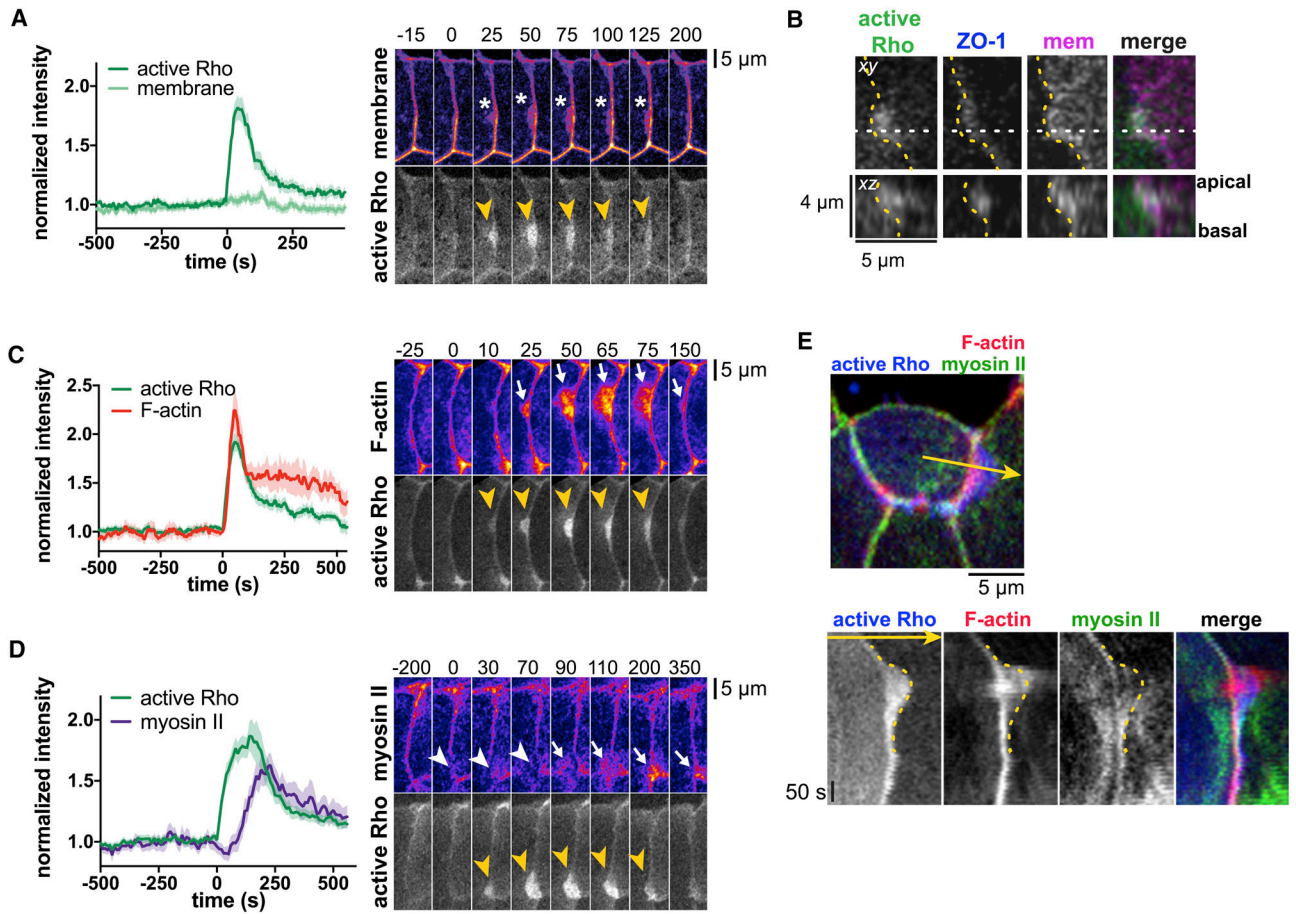 A
normalized intensity
2.0
1.5
1.0
active Rho
membrane
-500
-250
0
250
time (s)
membrane
active Rho
-15 0 25 50 75 100 125 200
* * * * *
5 µm
B
active Rho
ZO-1
mem
merge
xy
xz
4 µm
5 µm
apical
basal
C
normalized intensity
2.5
2.0
1.5
1.0
active Rho
F-actin
-500 -250 0 250 500
time (s)
F-actin
active Rho
-25 0 10 25 50 65 75 150
5 µm
D
normalized intensity
2.0
1.5
1.0
active Rho
myosin II
-500 -250 0 250 500
time (s)
myosin II
active Rho
-200 0 30 70 90 110 200 350
5 µm
E
F-actin
active Rho myosin II
5 µm
active Rho F-actin myosin II merge
50 s